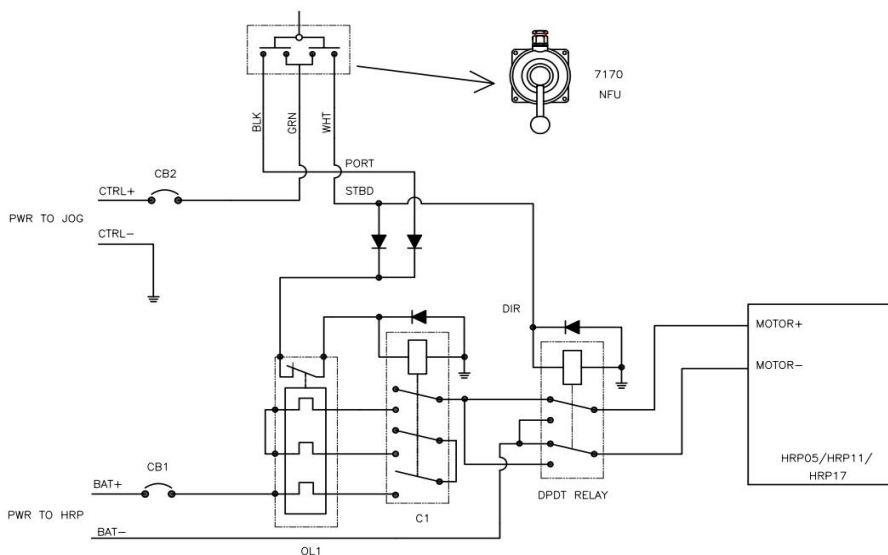 7170
NFU
BLK
GRN
WHT
PORT
STBD
CB2
CTRL+
PWR TO JOG
CTRL-
DIR
MOTOR+
MOTOR-
HRP05/HRP11/
HRP17
CB1
BAT+
PWR TO HRP
BAT-
C1
DPDT RELAY
OL1